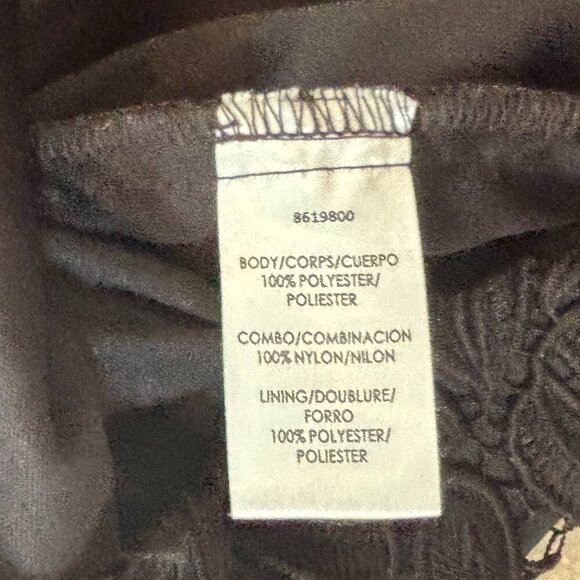 8619800
BODY/CORPS/CUERPO
100% POLYESTER/
POLIESTER
COMBO/COMBINACION
100% NYLON/NILON
LINING/DOUBLURE/
FORRO
100% POLYESTER/
POLIESTER